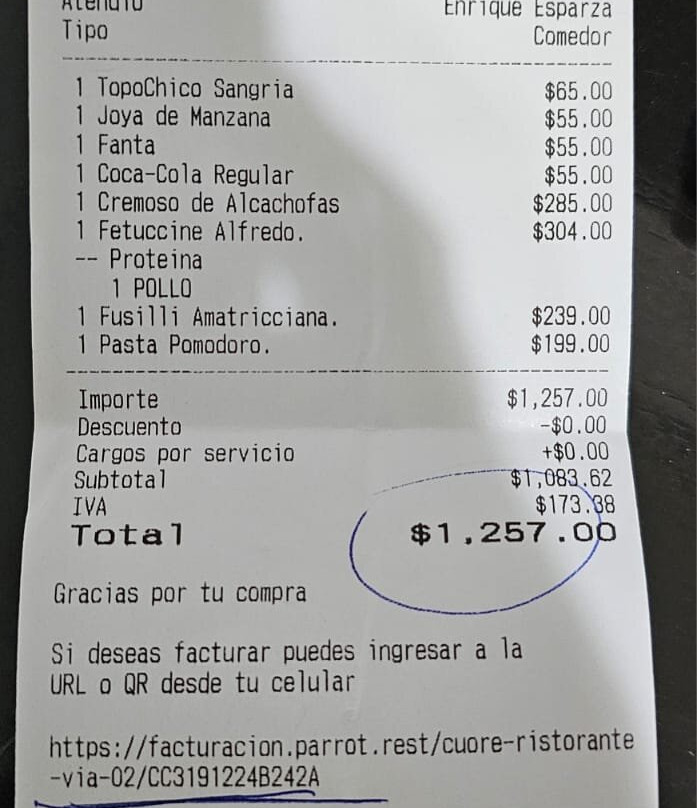 Atendió
Enrique Esparza
Tipo Comedor
1 TopoChico Sangria $65.00
1 Joya de Manzana $55.00
1 Fanta $55.00
1 Coca-Cola Regular $55.00
1 Cremoso de Alcachofas $285.00
1 Fetuccine Alfredo. $304.00
-- Proteina
1 POLLO
1 Fusilli Amatricciana. $239.00
1 Pasta Pomodoro. $199.00
Importe $1,257.00
Descuento -$0.00
Cargos por servicio +$0.00
Subtotal $1,083.62
IVA $173.38
Total $1,257.00
Gracias por tu compra
Si deseas facturar puedes ingresar a la
URL o QR desde tu celular
https://facturacion.parrot.rest/cuore-ristorante
-via-02/CC3191224B242A